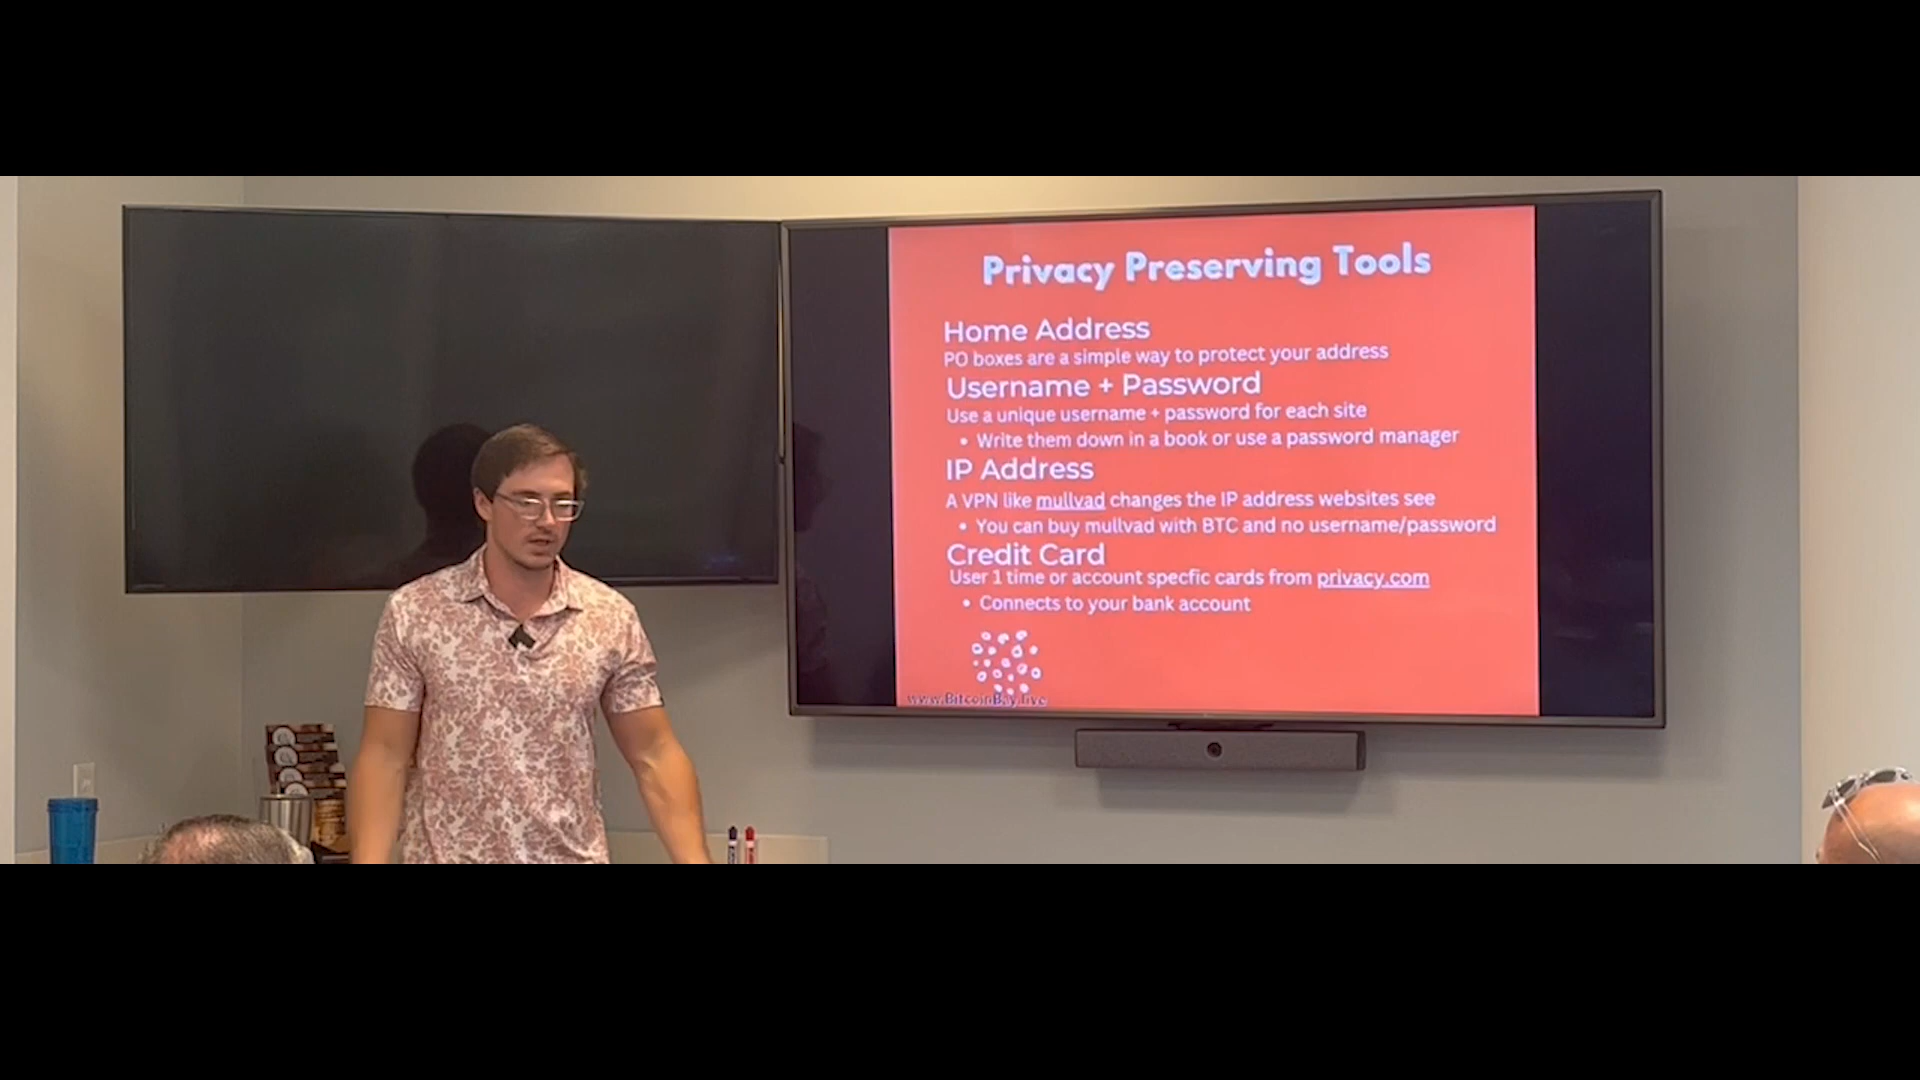 Privacy Preserving Tools
Home Address
PO boxes are a simple way to protect your address
Username + Password
Use a unique username + password for each site
• Write them down in a book or use a password manager
IP Address
A VPN like mullvad changes the IP address websites see
• You can buy mullvad with BTC and no username/password
Credit Card
User 1 time or account specfic cards from privacy.com
• Connects to your bank account
www.BitcoinBay.live